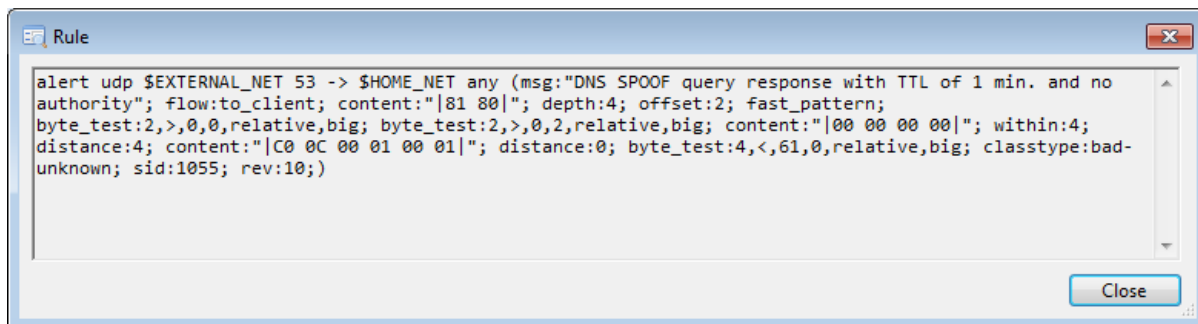 Rule
alert udp $EXTERNAL_NET 53 -> $HOME_NET any (msg:"DNS SPOOF query response with TTL of 1 min. and no
authority"; flow:to_client; content:"|81 80|"; depth:4; offset:2; fast_pattern;
byte_test:2,>,0,0,relative,big; byte_test:2,>,0,2,relative,big; content:"|00 00 00 00|"; within:4;
distance:4; content:"|C0 0C 00 01 00 01|"; distance:0; byte_test:4,<,61,0,relative,big; classtype:bad-
unknown; sid:1055; rev:10;)
Close